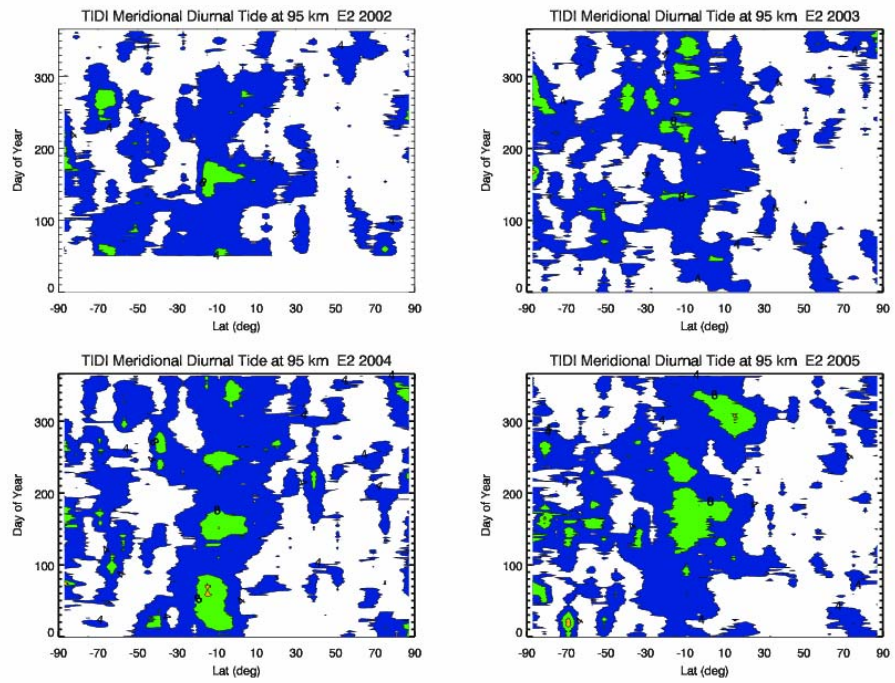 TIDI Meridional Diurnal Tide at 95 km E2 2002
Day of Year
300
200
100
0
-90 -70 -50 -30 -10 10 30 50 70 90
Lat (deg)
TIDI Meridional Diurnal Tide at 95 km E2 2003
Day of Year
300
200
100
0
-90 -70 -50 -30 -10 10 30 50 70 90
Lat (deg)
TIDI Meridional Diurnal Tide at 95 km E2 2004
Day of Year
300
200
100
0
-90 -70 -50 -30 -10 10 30 50 70 90
Lat (deg)
TIDI Meridional Diurnal Tide at 95 km E2 2005
Day of Year
300
200
100
0
-90 -70 -50 -30 -10 10 30 50 70 90
Lat (deg)